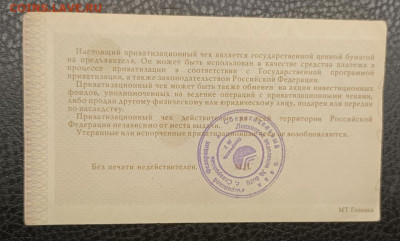 Настоящий приватизационный чек является государственной ценной бумагой
на предъявителя. Он может быть использован в качестве средства платежа в
процессе приватизации в соответствии с Государственной программой
приватизации, а также законодательством Российской Федерации.
Приватизационный чек может быть также обменен на акции инвестиционных
фондов, уполномоченных на ведение операций с приватизационными чеками,
либо продан другому физическому или юридическому лицу, подарен или передан
по наследству.
Приватизационный чек действителен на территории Российской
Федерации независимо от места выдачи.
Утерянные или испорченные приватизационные чеки не возобновляются.
Без печати недействителен.
МТ Гознака